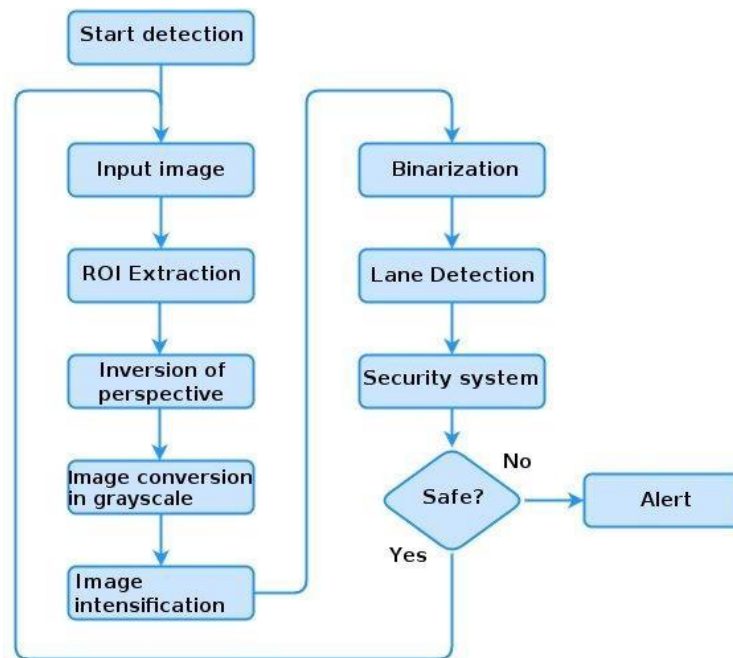 Start detection
Input image
ROI Extraction
Inversion of
perspective
Image conversion
in grayscale
Image
intensification
Binarization
Lane Detection
Security system
Safe?
No
Alert
Yes